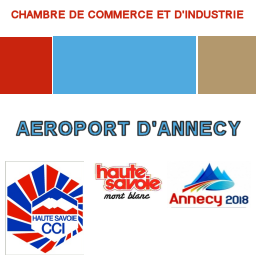 CHAMBRE DE COMMERCE ET D'INDUSTRIE
AEROPORT D'ANNECY
HAUTE SAVOIE
CCI
haute
savoie
mont blanc
Annecy 2018